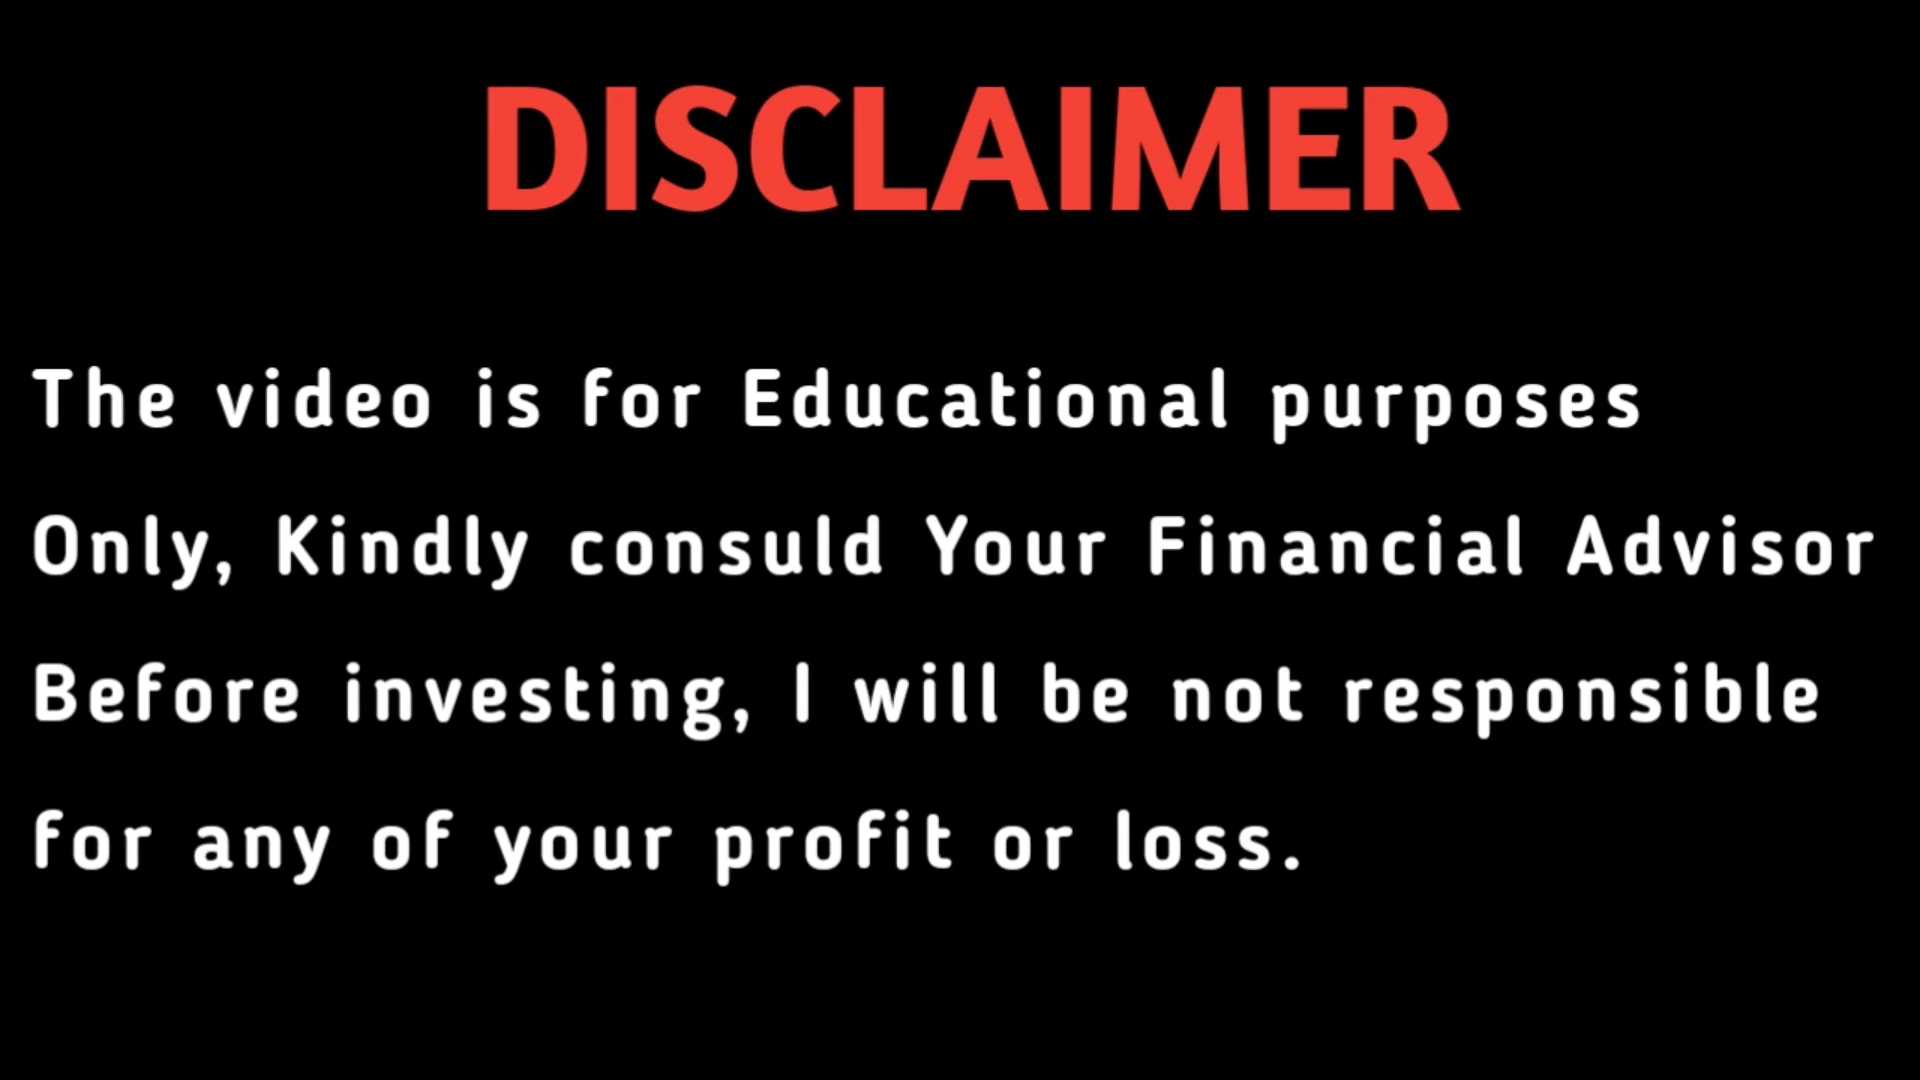 DISCLAIMER
The video is for Educational purposes
Only, Kindly consuld Your Financial Advisor
Before investing, I will be not responsible
for any of your profit or loss.